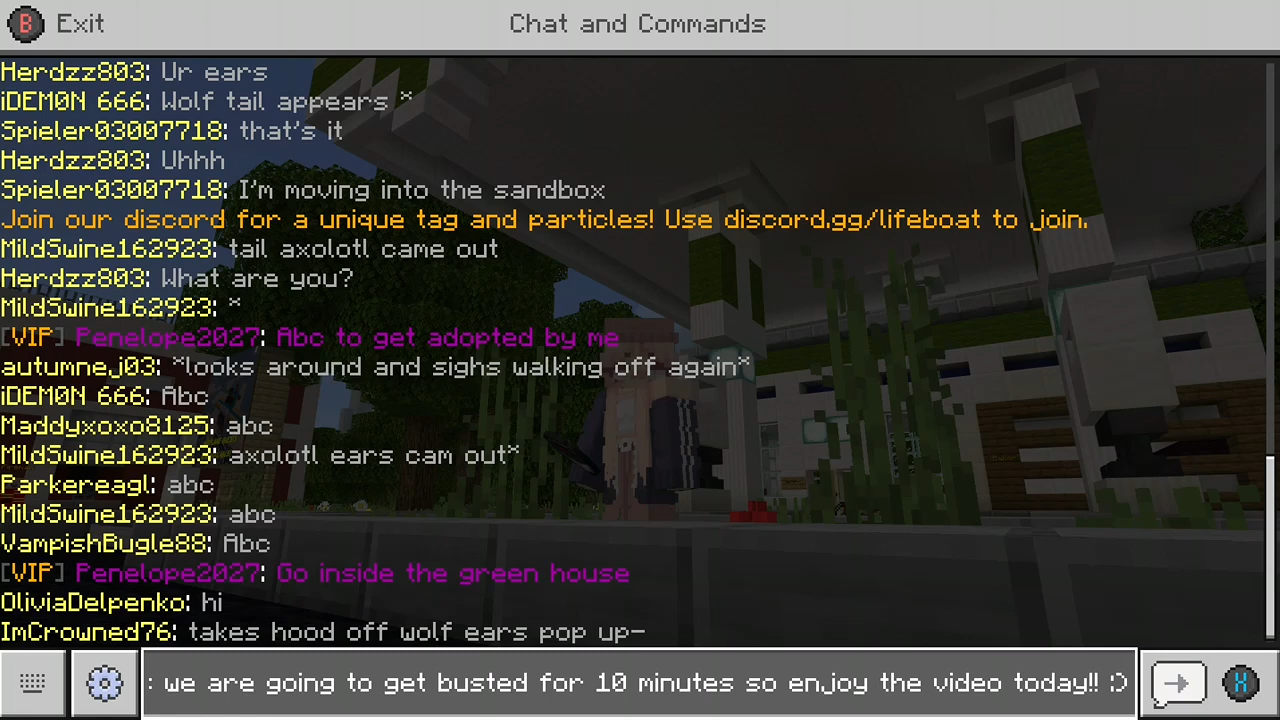 B Exit
Chat and Commands
Herdzz803: Ur ears
iDEM0N 666: Wolf tail appears *
Spieler03007718: that's it
Herdzz803: Uhhh
Spieler03007718: I'm moving into the sandbox
Join our discord for a unique tag and particles! Use discord.gg/lifeboat to join.
MildSwine162923: tail axolotl came out
Herdzz803: What are you?
MildSwine162923: *
[VIP] Penelope2027: Abc to get adopted by me
autumnej03: *looks around and sighs walking off again*
iDEM0N 666: Abc
Maddyxoxo8125: abc
MildSwine162923: axolotl ears cam out*
Parkereagl: abc
MildSwine162923: abc
VampishBugle88: Abc
[VIP] Penelope2027: Go inside the green house
OliviaDelpenko: hi
ImCrowned76: takes hood off wolf ears pop up-
: we are going to get busted for 10 minutes so enjoy the video today!! :)
X